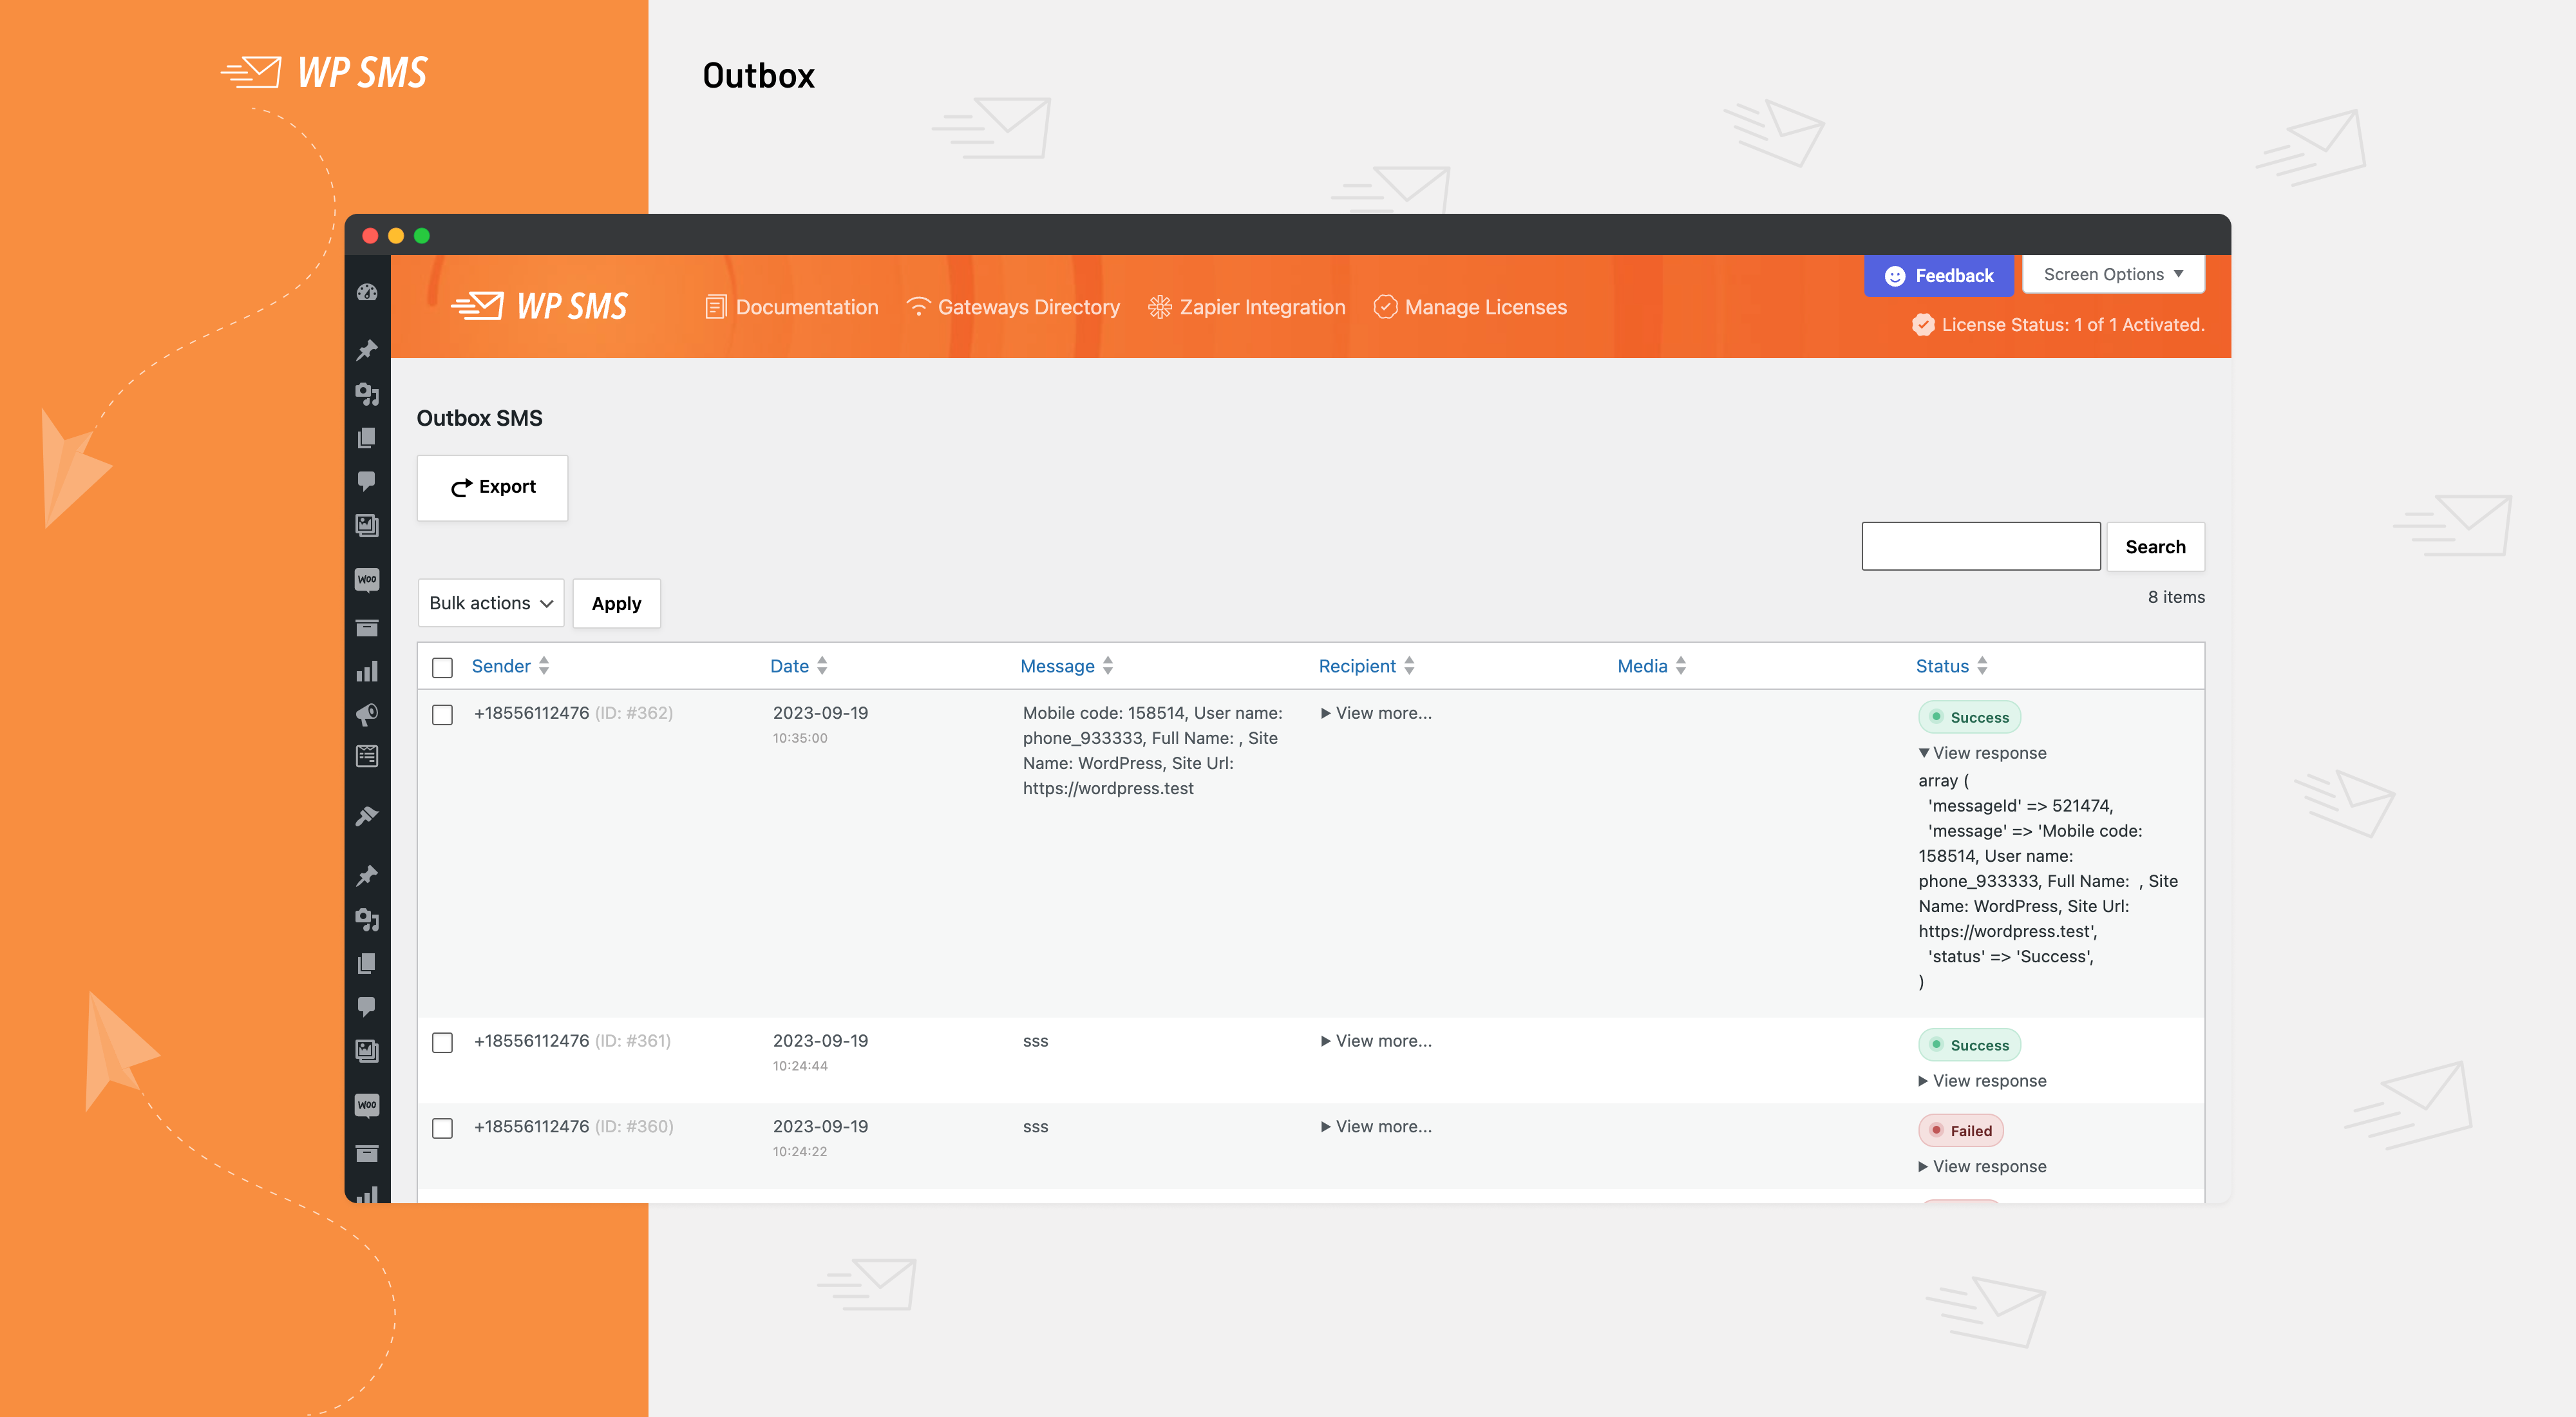 WP SMS
Outbox
WP SMS
Documentation
Gateways Directory
Zapier Integration
Manage Licenses
Feedback
Screen Options
License Status: 1 of 1 Activated.
Outbox SMS
Export
Search
8 items
Bulk actions
Apply
Woo
Sender
Date
Message
Recipient
Media
Status
+18556112476 (ID: #362)
2023-09-19
10:35:00
Mobile code: 158514, User name:
phone_933333, Full Name: , Site
Name: WordPress, Site Url:
https://wordpress.test
View more...
Success
View response
array (
'messageId' => 521474,
'message' => 'Mobile code:
158514, User name:
phone_933333, Full Name:  , Site
Name: WordPress, Site Url:
https://wordpress.test',
'status' => 'Success',
)
+18556112476 (ID: #361)
2023-09-19
10:24:44
sss
View more...
Success
View response
Woo
+18556112476 (ID: #360)
2023-09-19
10:24:22
sss
View more...
Failed
View response